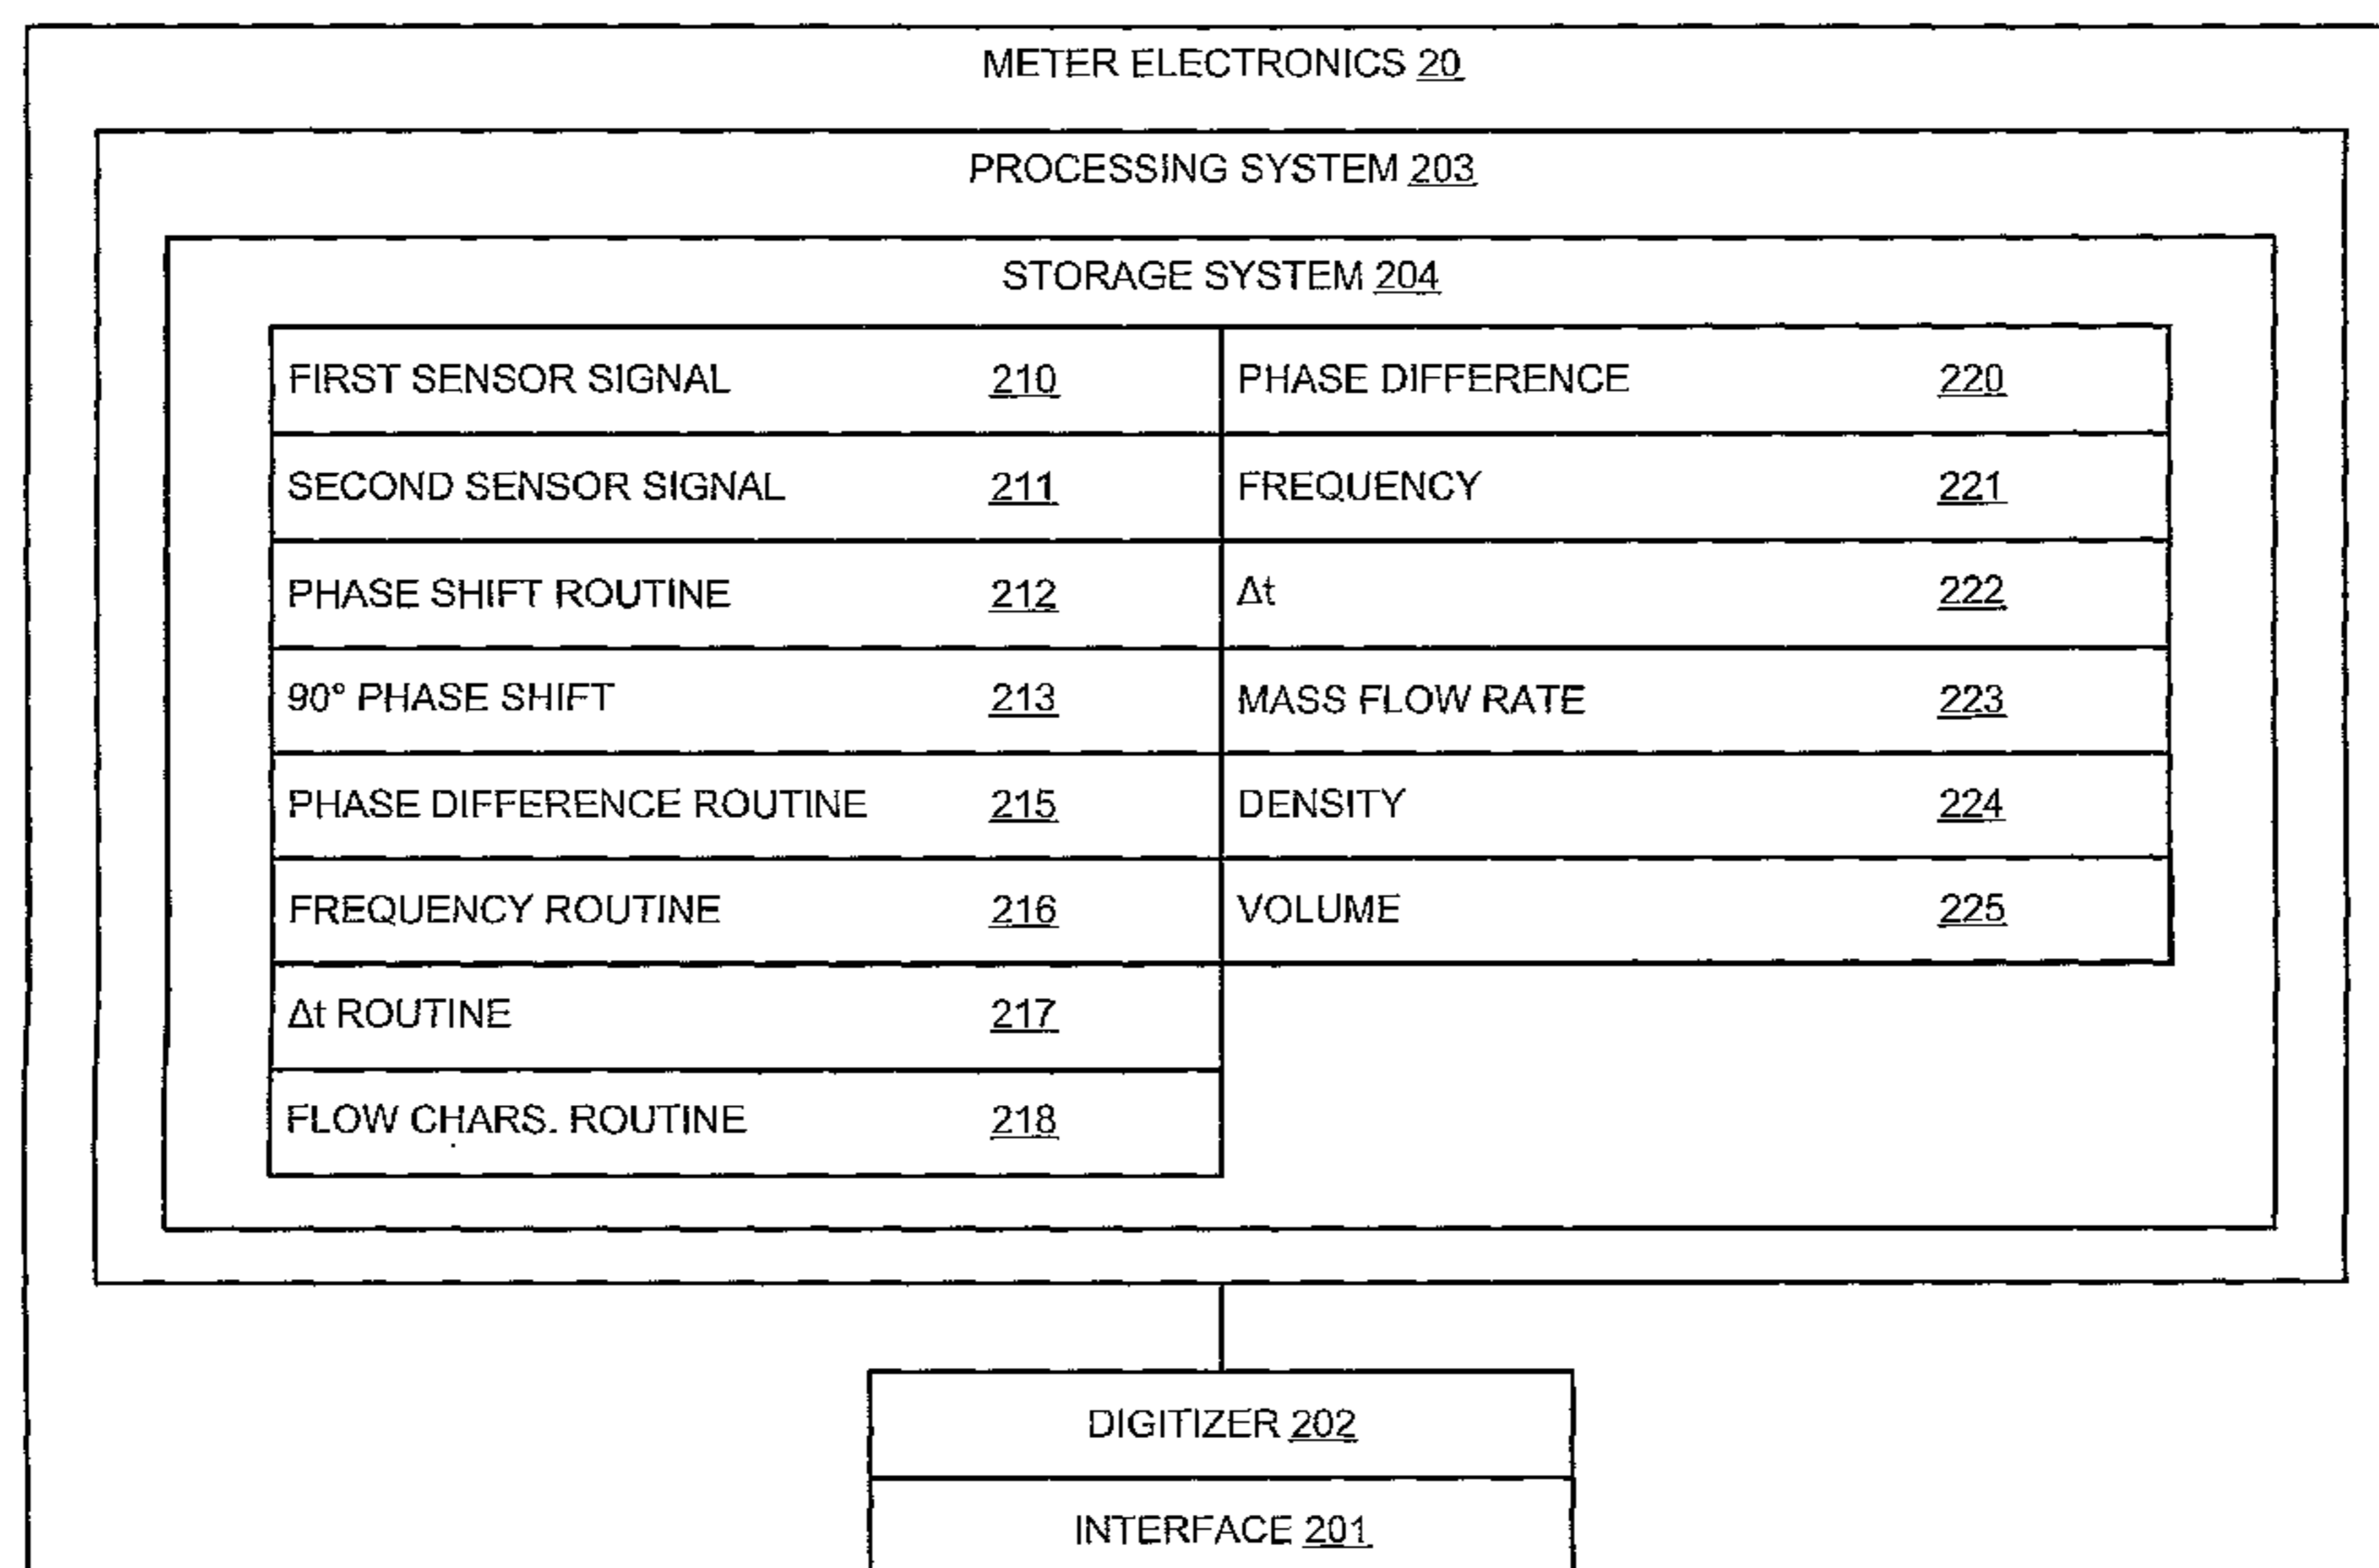 METER ELECTRONICS 20
PROCESSING SYSTEM 203
STORAGE SYSTEM 204
FIRST SENSOR SIGNAL 210 PHASE DIFFERENCE 220
SECOND SENSOR SIGNAL 211 FREQUENCY 221
PHASE SHIFT ROUTINE 212 Δt 222
90° PHASE SHIFT 213 MASS FLOW RATE 223
PHASE DIFFERENCE ROUTINE 215 DENSITY 224
FREQUENCY ROUTINE 216 VOLUME 225
Δt ROUTINE 217
FLOW CHARS. ROUTINE 218
DIGITIZER 202
INTERFACE 201